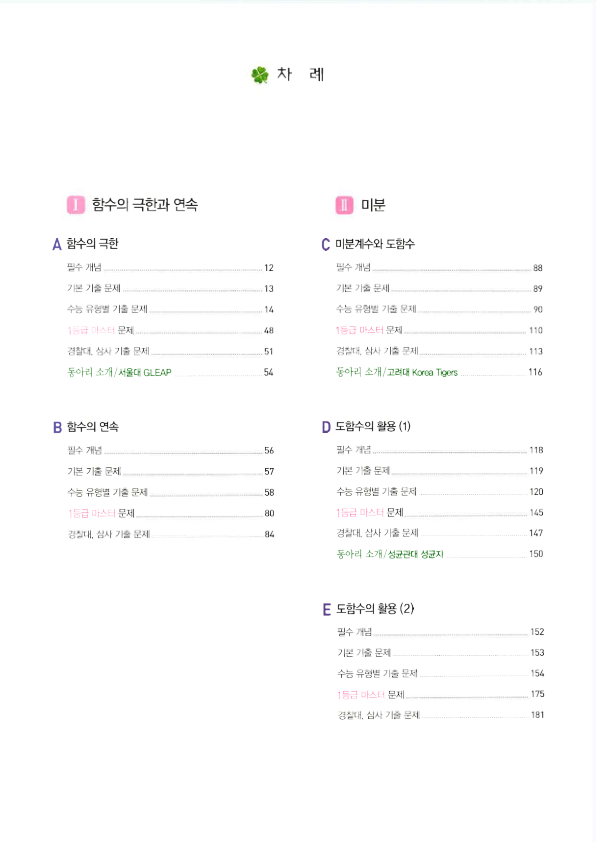 차 례
Ⅰ 함수의 극한과 연속
A 함수의 극한
필수 개념 12
기본 기출 문제 13
수능 유형별 기출 문제 14
1등급 마스터 문제 48
경찰대, 삼사 기출 문제 51
동아리 소개/서울대 GLEAP 54
B 함수의 연속
필수 개념 56
기본 기출 문제 57
수능 유형별 기출 문제 58
1등급 마스터 문제 80
경찰대, 삼사 기출 문제 84
Ⅱ 미분
C 미분계수와 도함수
필수 개념 88
기본 기출 문제 89
수능 유형별 기출 문제 90
1등급 마스터 문제 110
경찰대, 삼사 기출 문제 113
동아리 소개/고려대 Korea Tigers 116
D 도함수의 활용 (1)
필수 개념 118
기본 기출 문제 119
수능 유형별 기출 문제 120
1등급 마스터 문제 145
경찰대, 삼사 기출 문제 147
동아리 소개/성균관대 성균지 150
E 도함수의 활용 (2)
필수 개념 152
기본 기출 문제 153
수능 유형별 기출 문제 154
1등급 마스터 문제 175
경찰대, 삼사 기출 문제 181